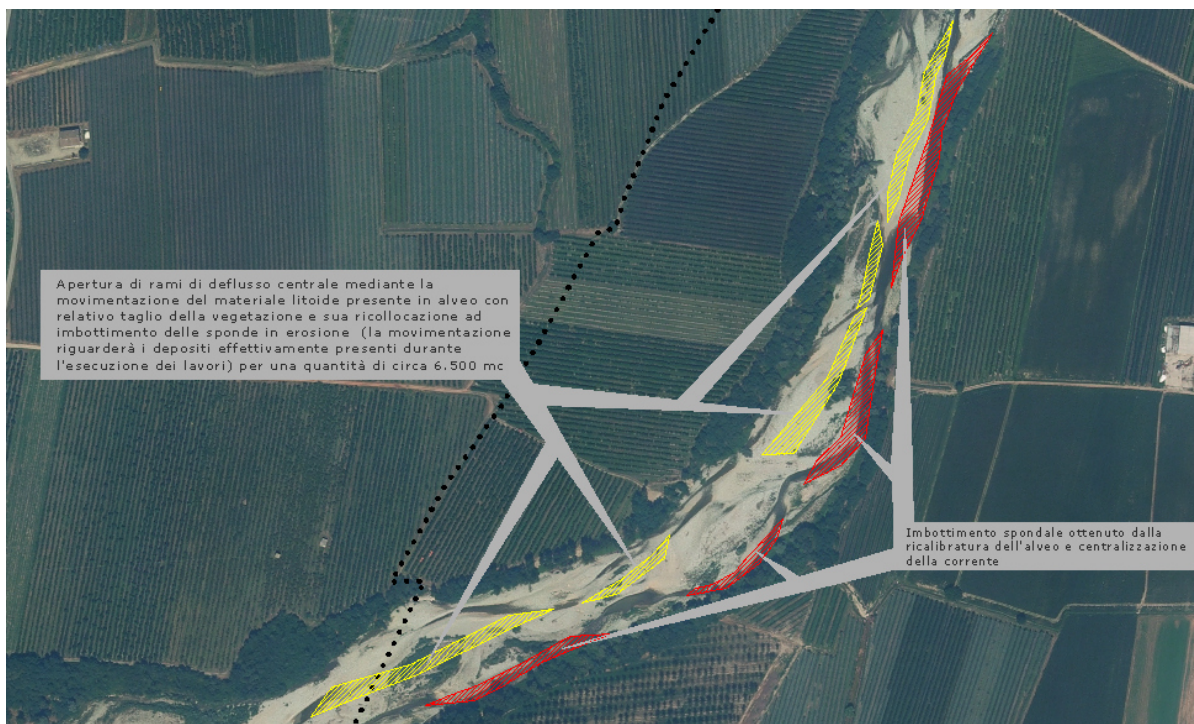 Apertura di rami di deflusso centrale mediante la
movimentazione del materiale litoide presente in alveo con
relativo taglio della vegetazione e sua ricollocazione ad
imbottimento delle sponde in erosione (la movimentazione
riguarderà i depositi effettivamente presenti durante
l'esecuzione dei lavori) per una quantità di circa 6.500 mc
Imbottimento spondale ottenuto dalla
ricalibratura dell'alveo e centralizzazione
della corrente